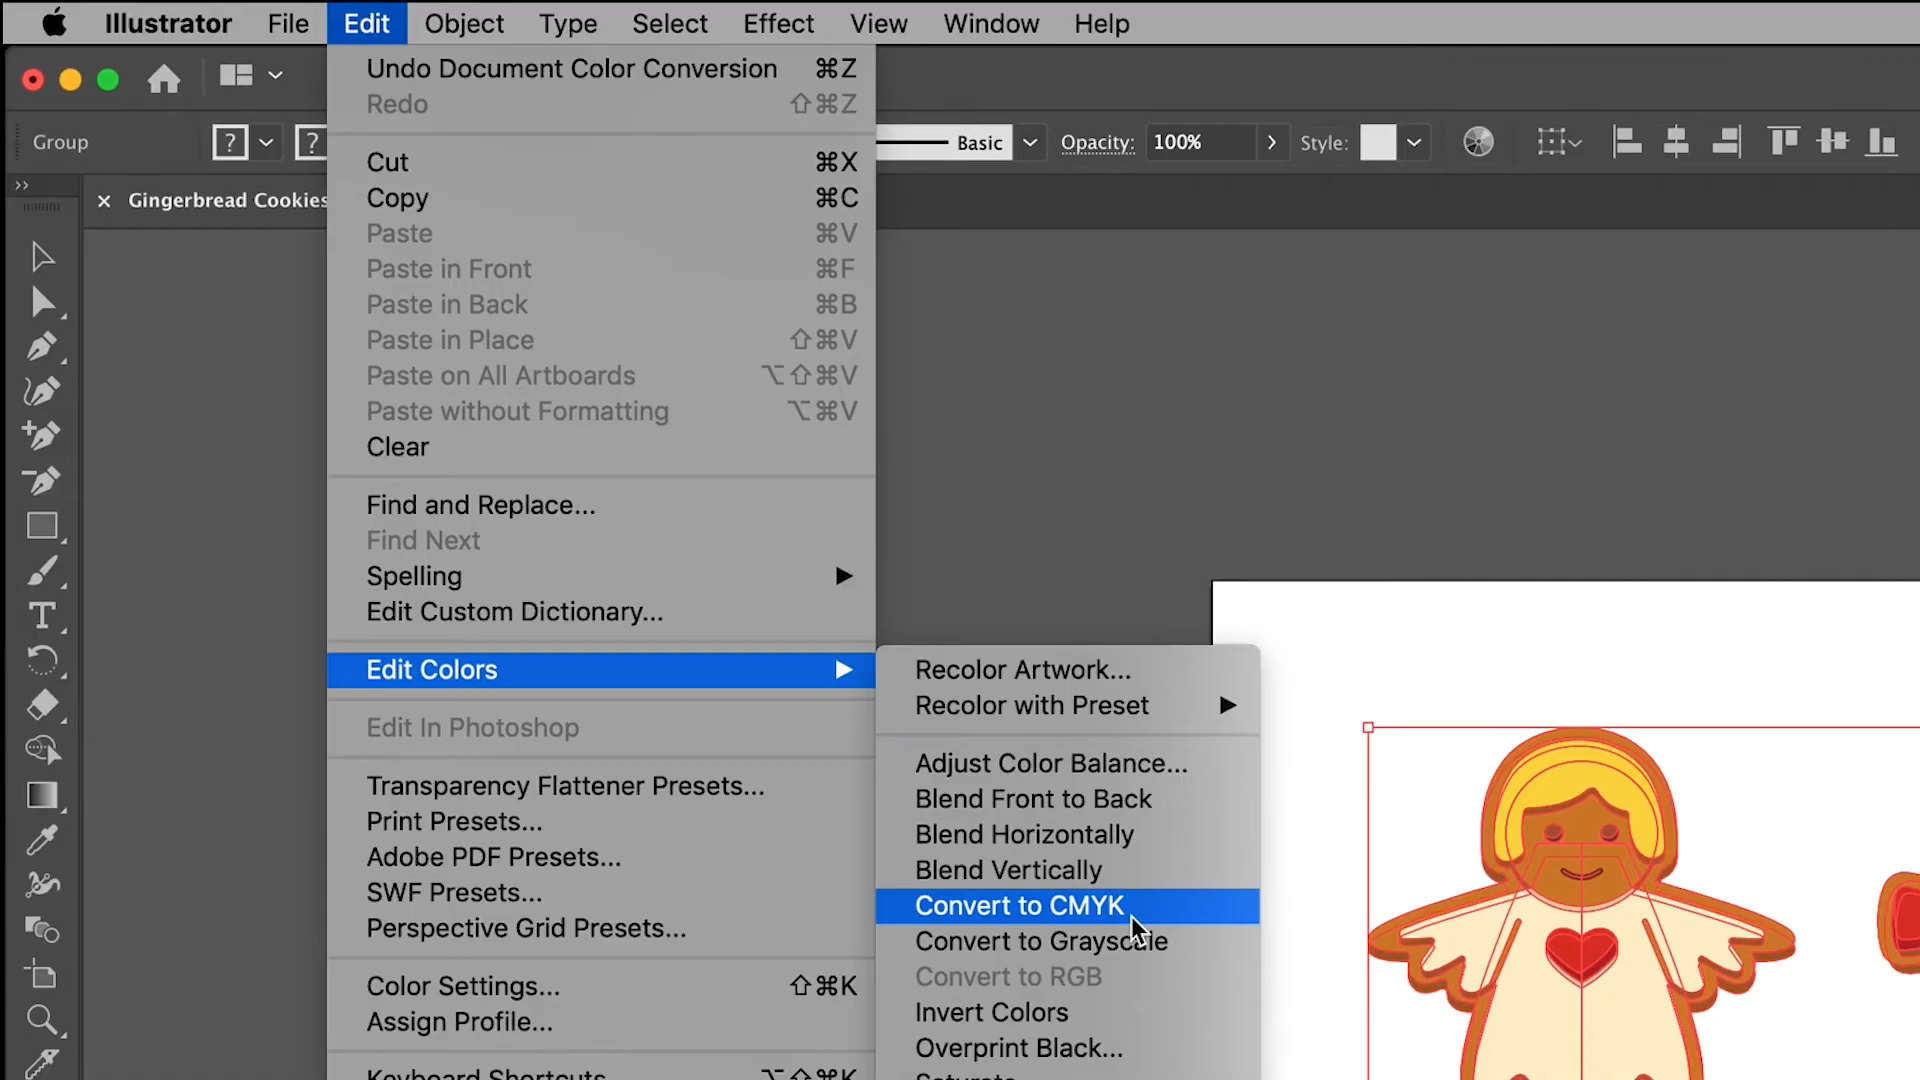 Illustrator File Edit Object Type Select Effect View Window Help
Group ? ? Basic Opacity: 100% Style:
× Gingerbread Cookies
Undo Document Color Conversion ⌘Z
Redo ⇧⌘Z
Cut ⌘X
Copy ⌘C
Paste ⌘V
Paste in Front ⌘F
Paste in Back ⌘B
Paste in Place ⇧⌘V
Paste on All Artboards ⌥⇧⌘V
Paste without Formatting ⌥⌘V
Clear
Find and Replace...
Find Next
Spelling
Edit Custom Dictionary...
Edit Colors
Edit In Photoshop
Transparency Flattener Presets...
Print Presets...
Adobe PDF Presets...
SWF Presets...
Perspective Grid Presets...
Color Settings... ⇧⌘K
Assign Profile...
Keyboard Shortcuts... ⌥⇧⌘K
Recolor Artwork...
Recolor with Preset
Adjust Color Balance...
Blend Front to Back
Blend Horizontally
Blend Vertically
Convert to CMYK
Convert to Grayscale
Convert to RGB
Invert Colors
Overprint Black...
Saturate...